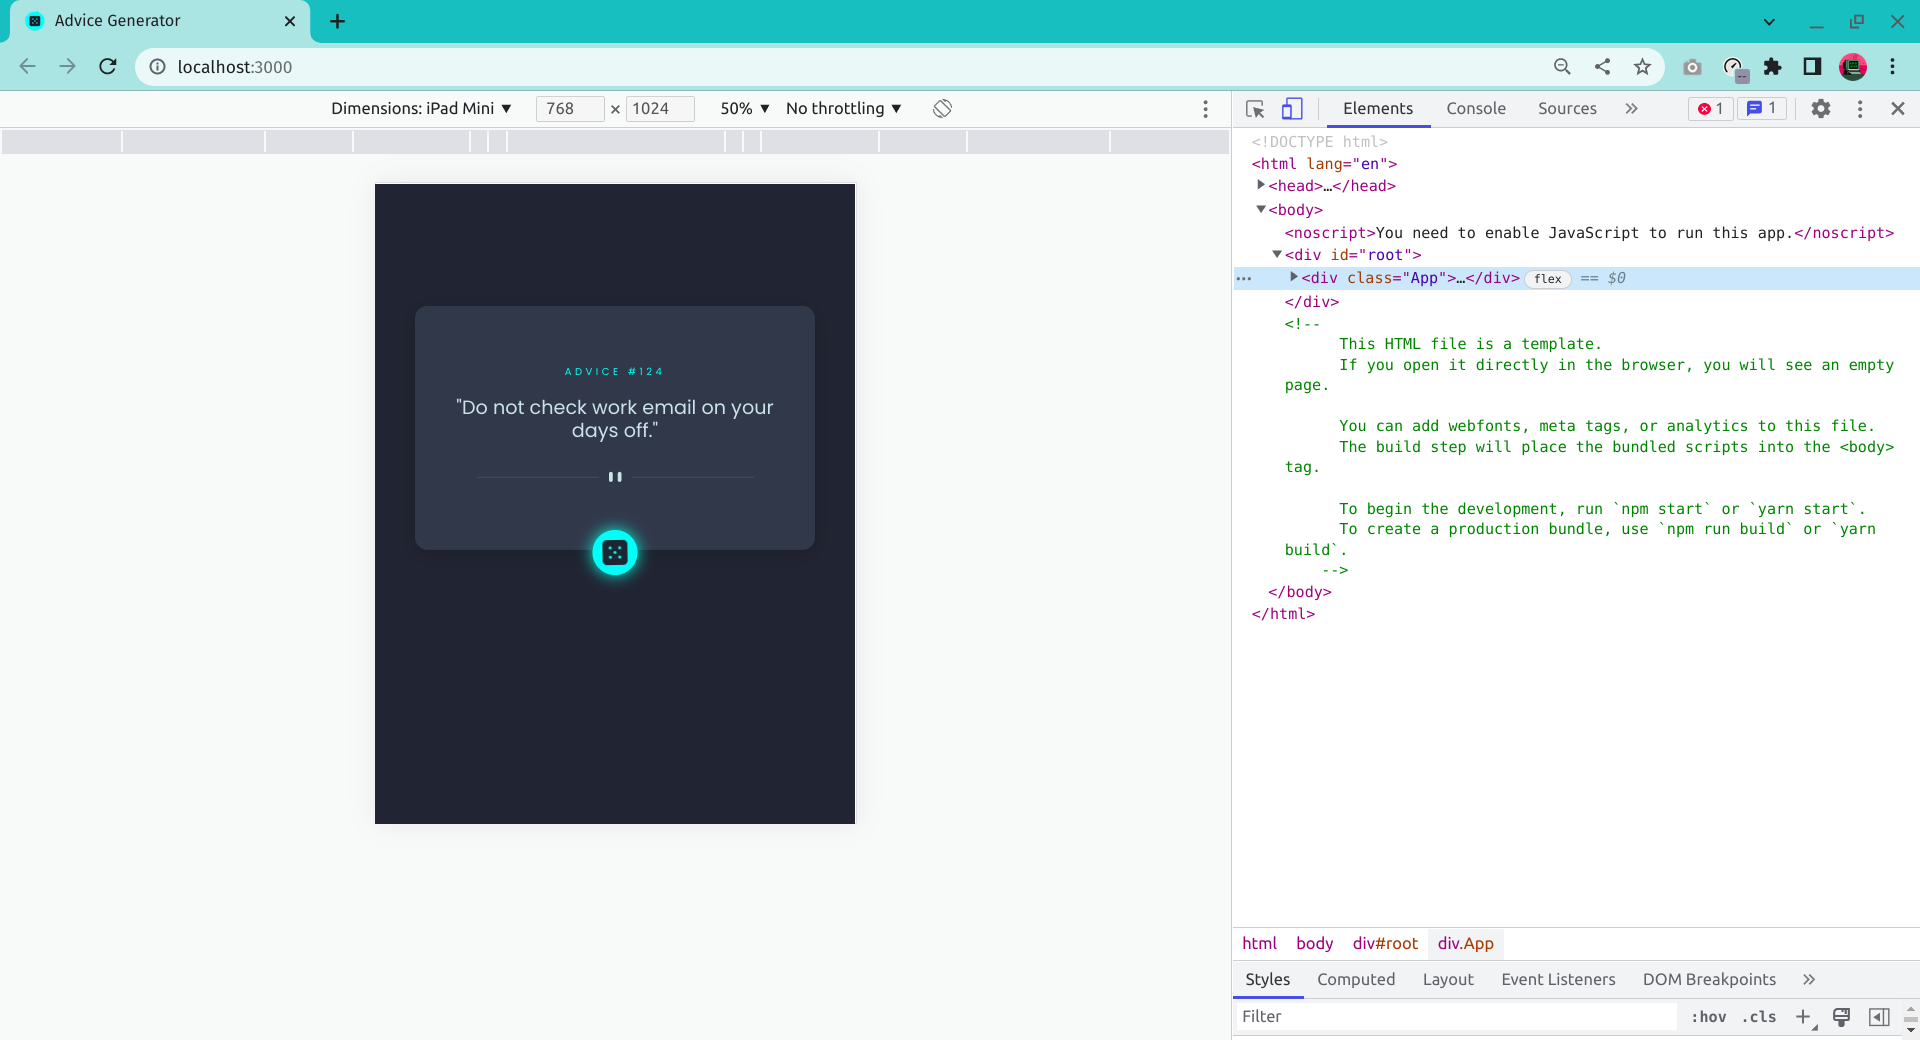 Advice Generator
localhost:3000
Dimensions: iPad Mini ▼ 768 × 1024 50% ▼ No throttling ▼
ADVICE #124
"Do not check work email on your
days off."
Elements Console Sources » 1 1
<!DOCTYPE html>
<html lang="en">
<head>…</head>
<body>
<noscript>You need to enable JavaScript to run this app.</noscript>
<div id="root">
<div class="App">…</div> flex == $0
</div>
<!--
This HTML file is a template.
If you open it directly in the browser, you will see an empty
page.
You can add webfonts, meta tags, or analytics to this file.
The build step will place the bundled scripts into the <body>
tag.
To begin the development, run `npm start` or `yarn start`.
To create a production bundle, use `npm run build` or `yarn
build`.
-->
</body>
</html>
html body div#root div.App
Styles Computed Layout Event Listeners DOM Breakpoints »
Filter :hov .cls